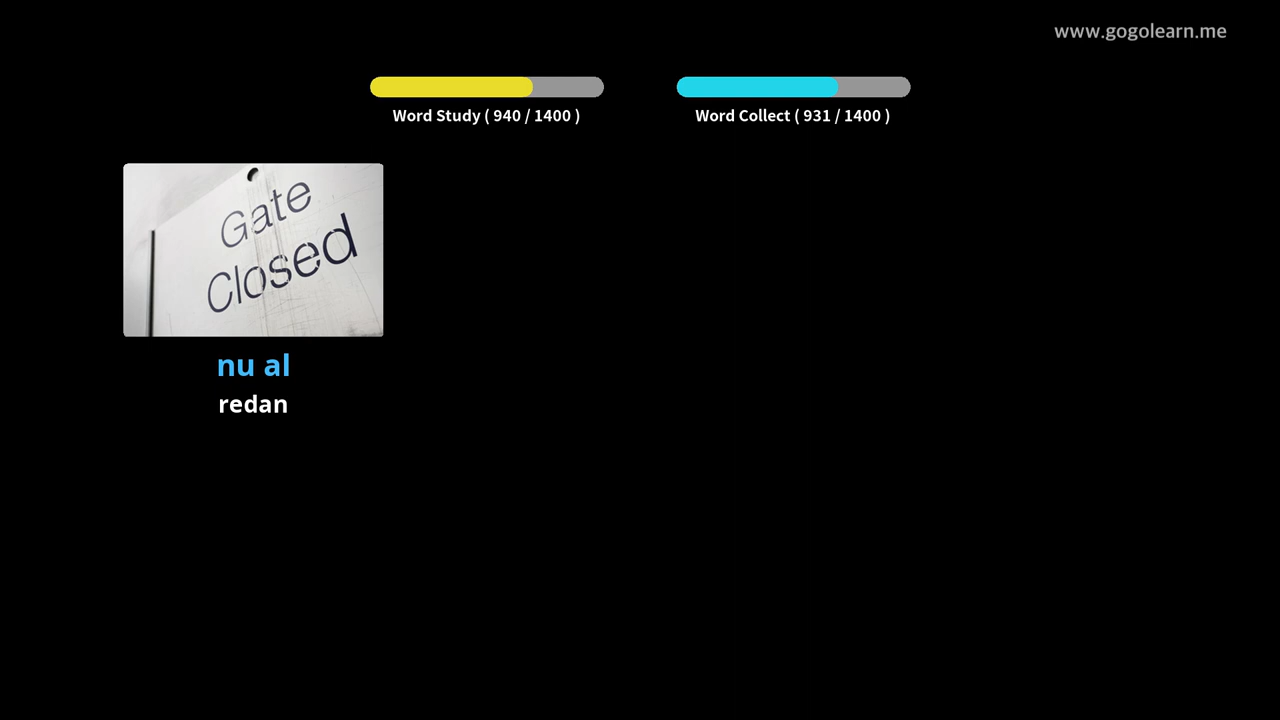 www.gogolearn.me
Word Study ( 940 / 1400 )
Word Collect ( 931 / 1400 )
Gate
Closed
nu al
redan